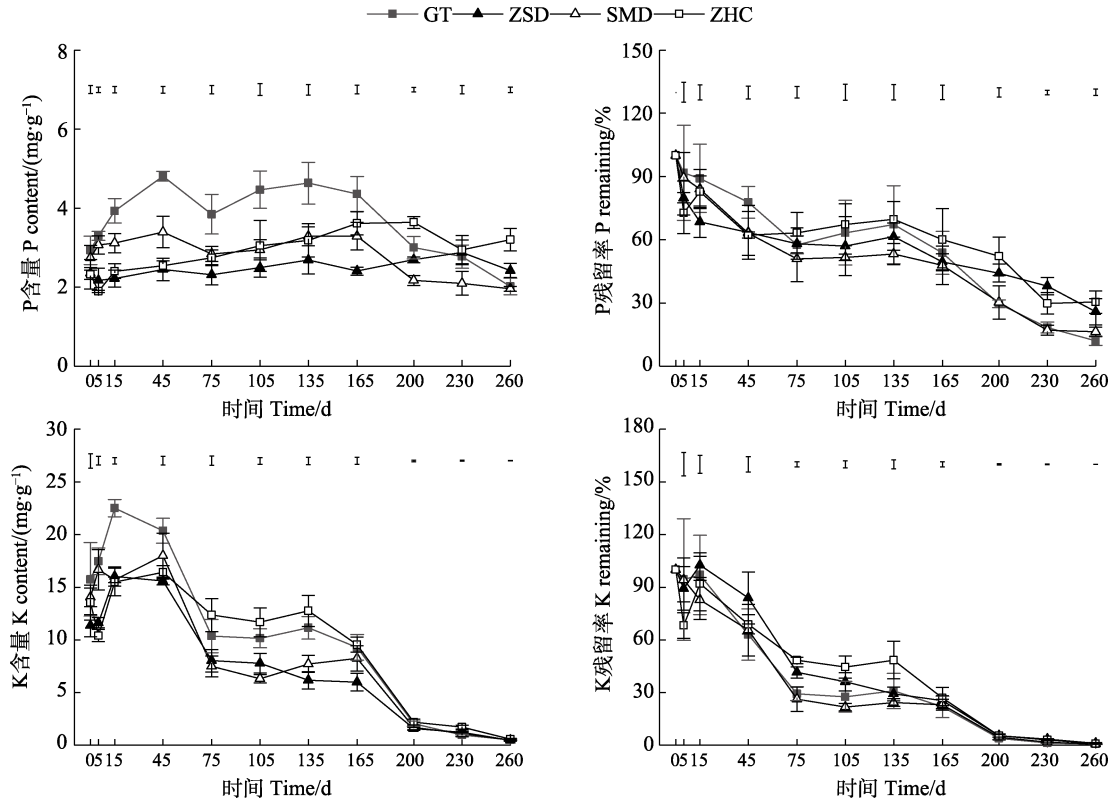 GT ZSD SMD ZHC
8
6
4
2
0
P含量 P content/(mg·g⁻¹)
05 15 45 75 105 135 165 200 230 260
时间 Time/d
150
120
90
60
30
0
P残留率 P remaining/%
05 15 45 75 105 135 165 200 230 260
时间 Time/d
30
25
20
15
10
5
0
K含量 K content/(mg·g⁻¹)
05 15 45 75 105 135 165 200 230 260
时间 Time/d
180
150
120
90
60
30
0
K残留率 K remaining/%
05 15 45 75 105 135 165 200 230 260
时间 Time/d